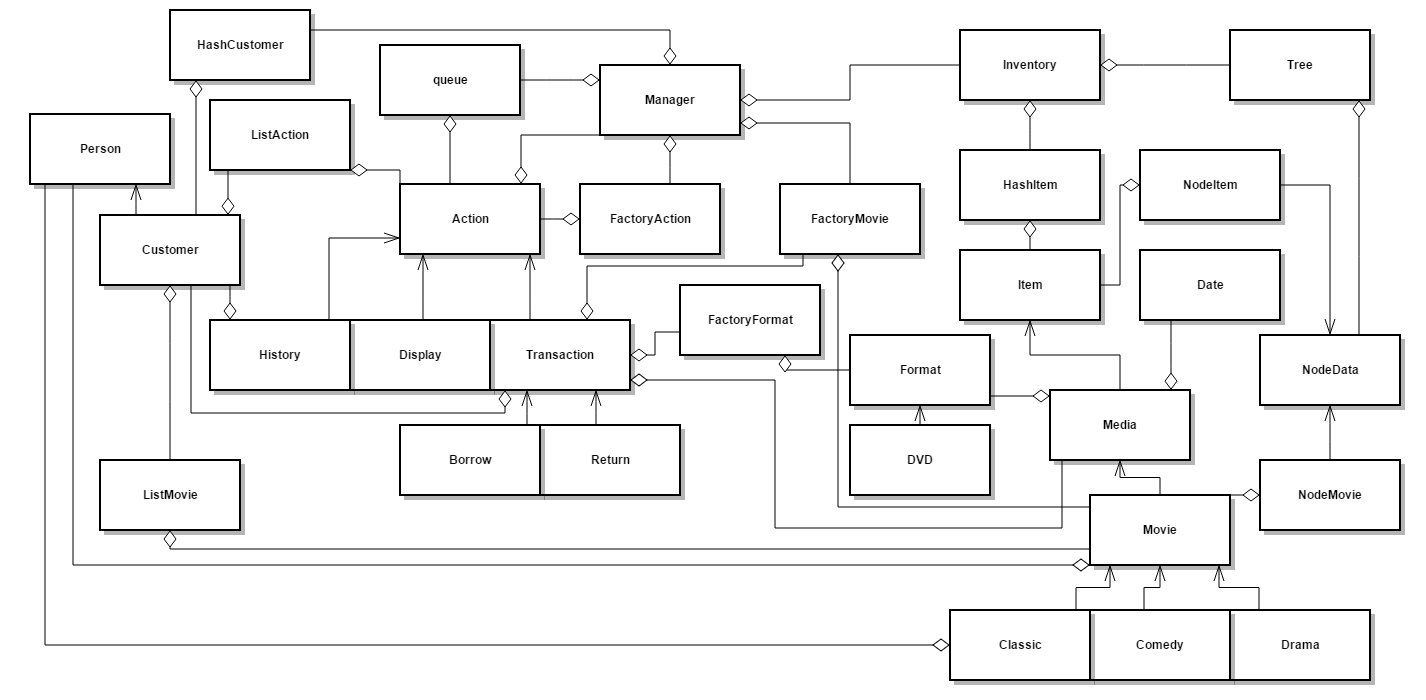 HashCustomer
queue
Manager
Inventory
Tree
ListAction
Person
HashItem
NodeItem
Action
FactoryAction
FactoryMovie
Customer
Item
Date
FactoryFormat
History
Display
Transaction
Format
NodeData
Media
Borrow
Return
DVD
ListMovie
NodeMovie
Movie
Classic
Comedy
Drama